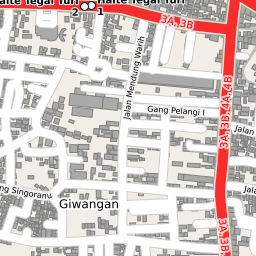 halte Tegal Turi
halte Tegal Turi
2
1
3A,3B
Jalan Mendung Warih
Gang Pelangi I
3A,3B,4A,4B
Jalan
Jalan
Singoranu
Giwangan
3A,3B